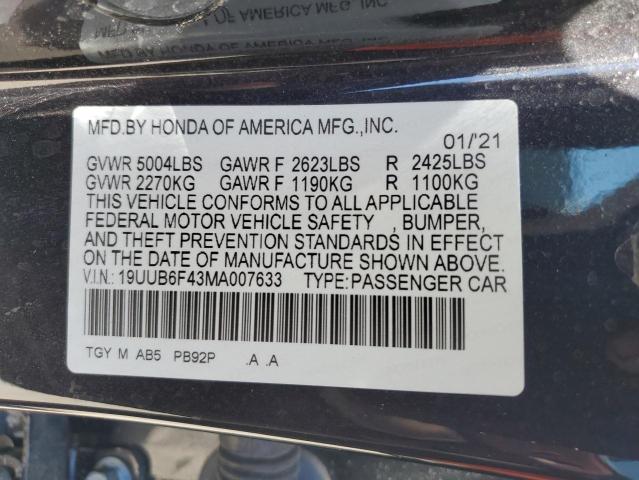 MFD.BY HONDA OF AMERICA MFG.,INC.
01/'21
GVWR 5004LBS GAWR F 2623LBS R 2425LBS
GVWR 2270KG GAWR F 1190KG R 1100KG
THIS VEHICLE CONFORMS TO ALL APPLICABLE
FEDERAL MOTOR VEHICLE SAFETY , BUMPER,
AND THEFT PREVENTION STANDARDS IN EFFECT
ON THE DATE OF MANUFACTURE SHOWN ABOVE.
V.I.N.: 19UUB6F43MA007633 TYPE:PASSENGER CAR
TGY M AB5 PB92P .A .A